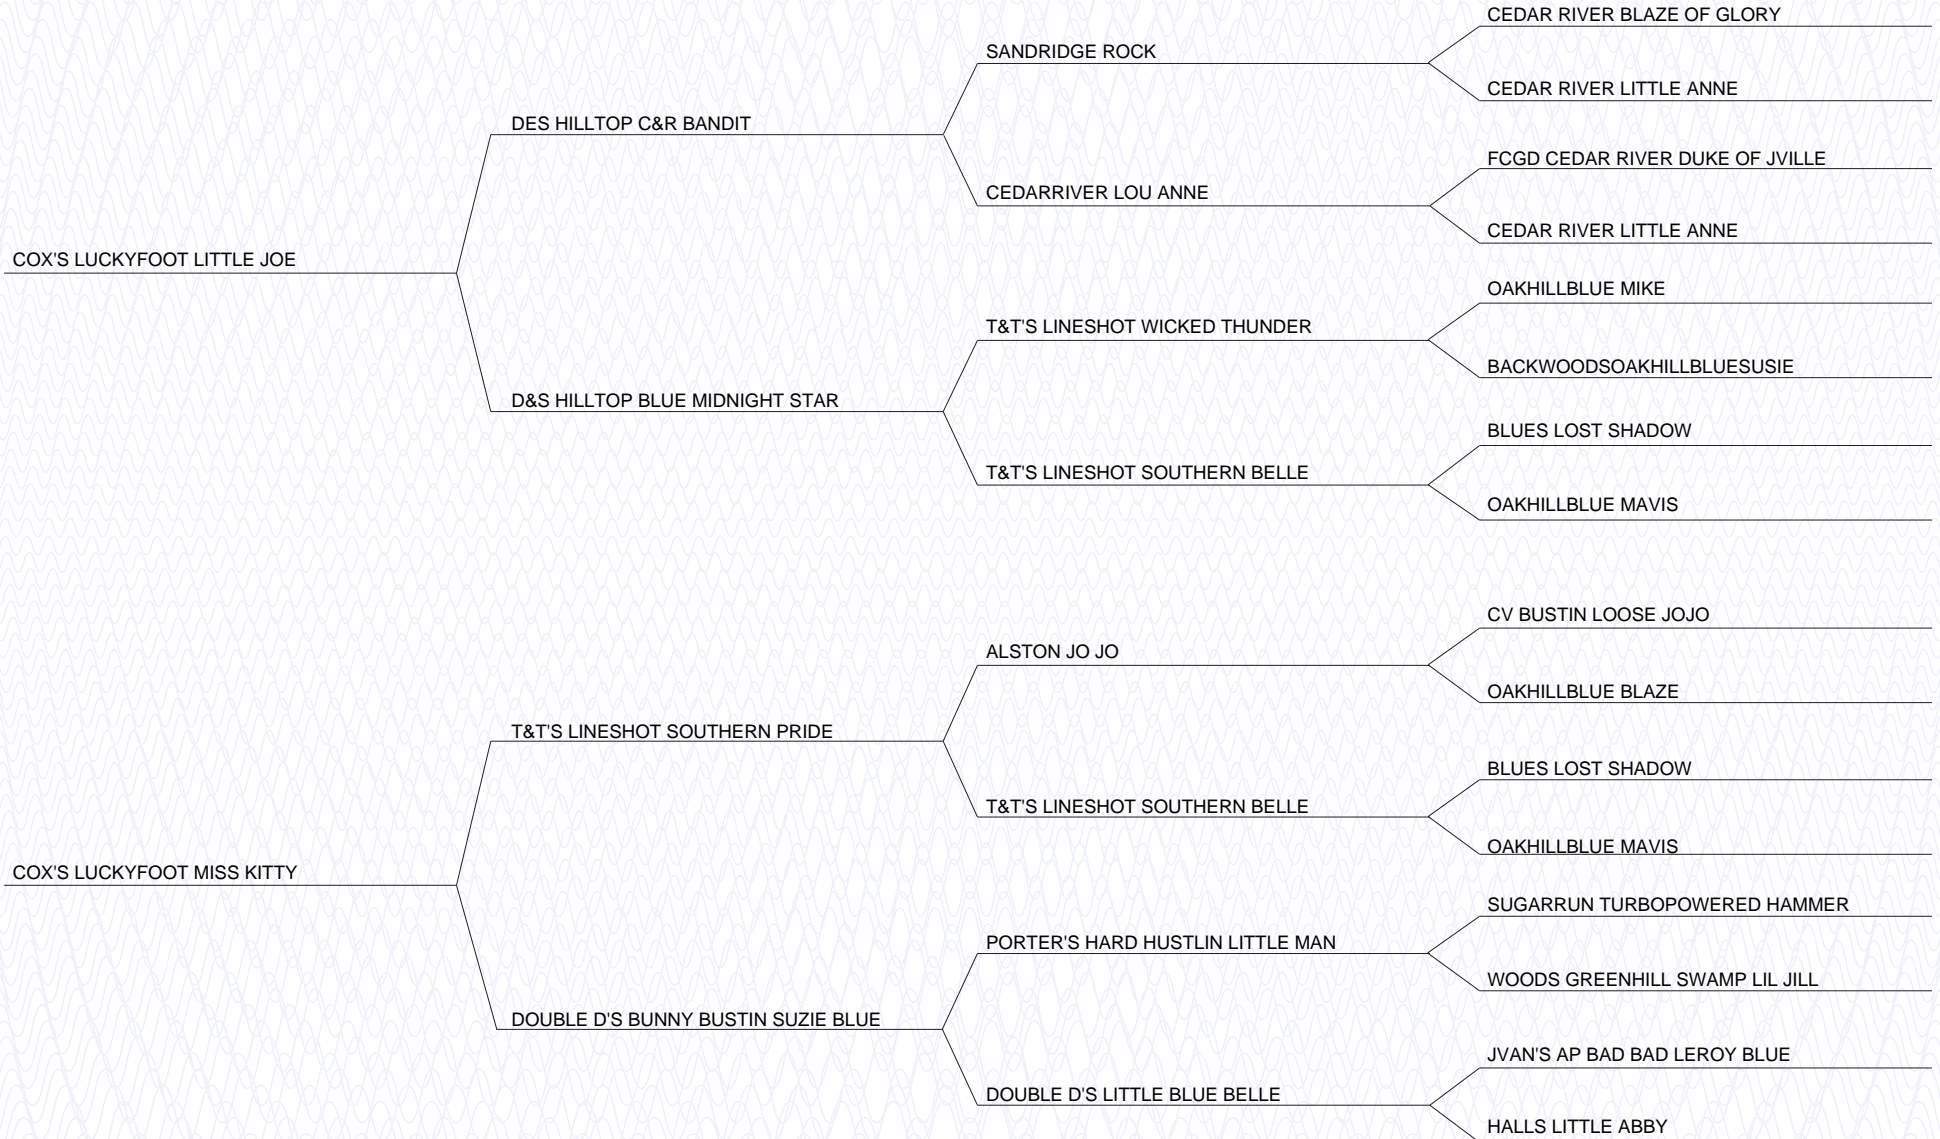 CEDAR RIVER BLAZE OF GLORY
SANDRIDGE ROCK
CEDAR RIVER LITTLE ANNE
DES HILLTOP C&R BANDIT
FCGD CEDAR RIVER DUKE OF JVILLE
CEDARRIVER LOU ANNE
CEDAR RIVER LITTLE ANNE
COX'S LUCKYFOOT LITTLE JOE
OAKHILLBLUE MIKE
T&T'S LINESHOT WICKED THUNDER
BACKWOODSOAKHILLBLUESUSIE
D&S HILLTOP BLUE MIDNIGHT STAR
BLUES LOST SHADOW
T&T'S LINESHOT SOUTHERN BELLE
OAKHILLBLUE MAVIS
CV BUSTIN LOOSE JOJO
ALSTON JO JO
OAKHILLBLUE BLAZE
T&T'S LINESHOT SOUTHERN PRIDE
BLUES LOST SHADOW
T&T'S LINESHOT SOUTHERN BELLE
OAKHILLBLUE MAVIS
COX'S LUCKYFOOT MISS KITTY
SUGARRUN TURBOPOWERED HAMMER
PORTER'S HARD HUSTLIN LITTLE MAN
WOODS GREENHILL SWAMP LIL JILL
DOUBLE D'S BUNNY BUSTIN SUZIE BLUE
JVAN'S AP BAD BAD LEROY BLUE
DOUBLE D'S LITTLE BLUE BELLE
HALLS LITTLE ABBY